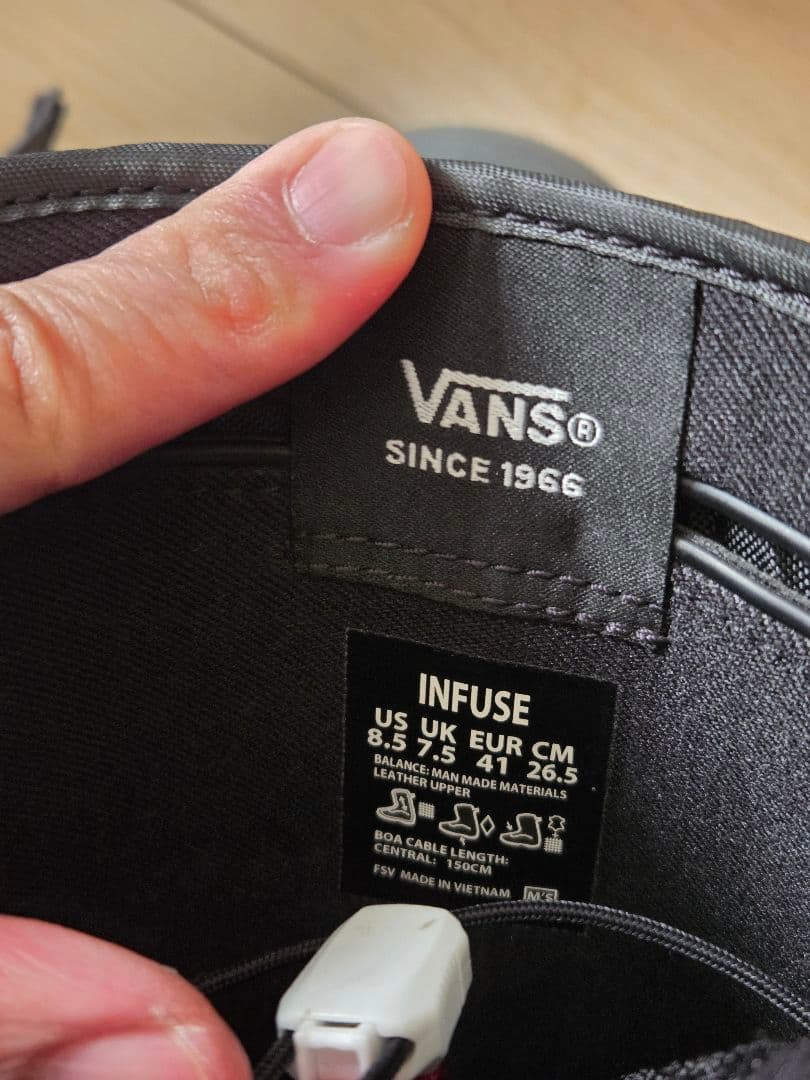 VANS®
SINCE 1966
INFUSE
US UK EUR CM
8.5 7.5 41 26.5
BALANCE: MAN MADE MATERIALS
LEATHER UPPER
BOA CABLE LENGTH:
CENTRAL: 150CM
FSV MADE IN VIETNAM M'S